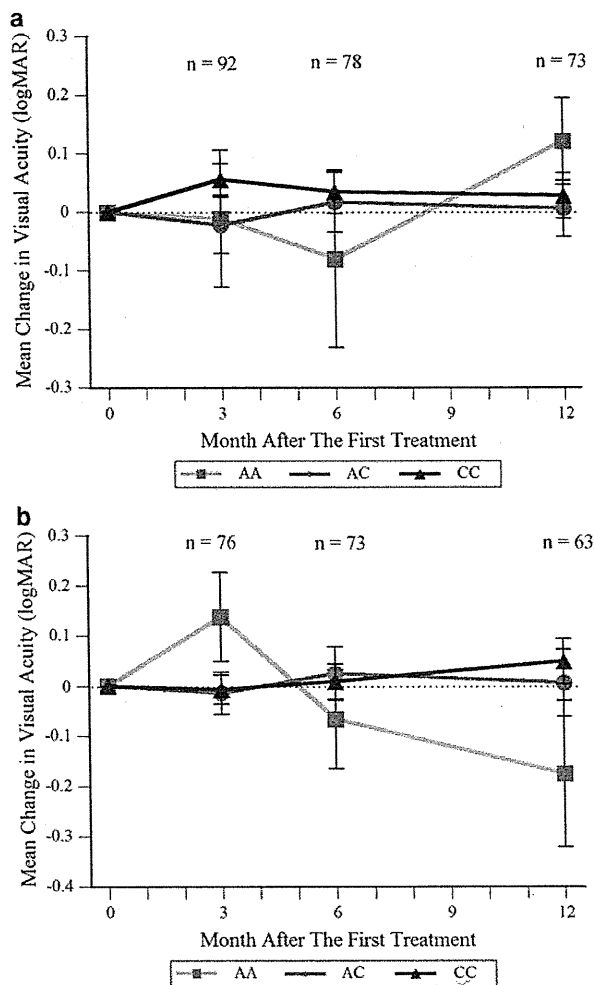 a
0.3
n = 92 n = 78 n = 73
0.2
0.1
0
-0.1
-0.2
-0.3
Mean Change in Visual Acuity (logMAR)
0 3 6 9 12
Month After The First Treatment
AA AC CC
b
0.3
n = 76 n = 73 n = 63
0.2
0.1
0
-0.1
-0.2
-0.3
-0.4
Mean Change in Visual Acuity (logMAR)
0 3 6 9 12
Month After The First Treatment
AA AC CC